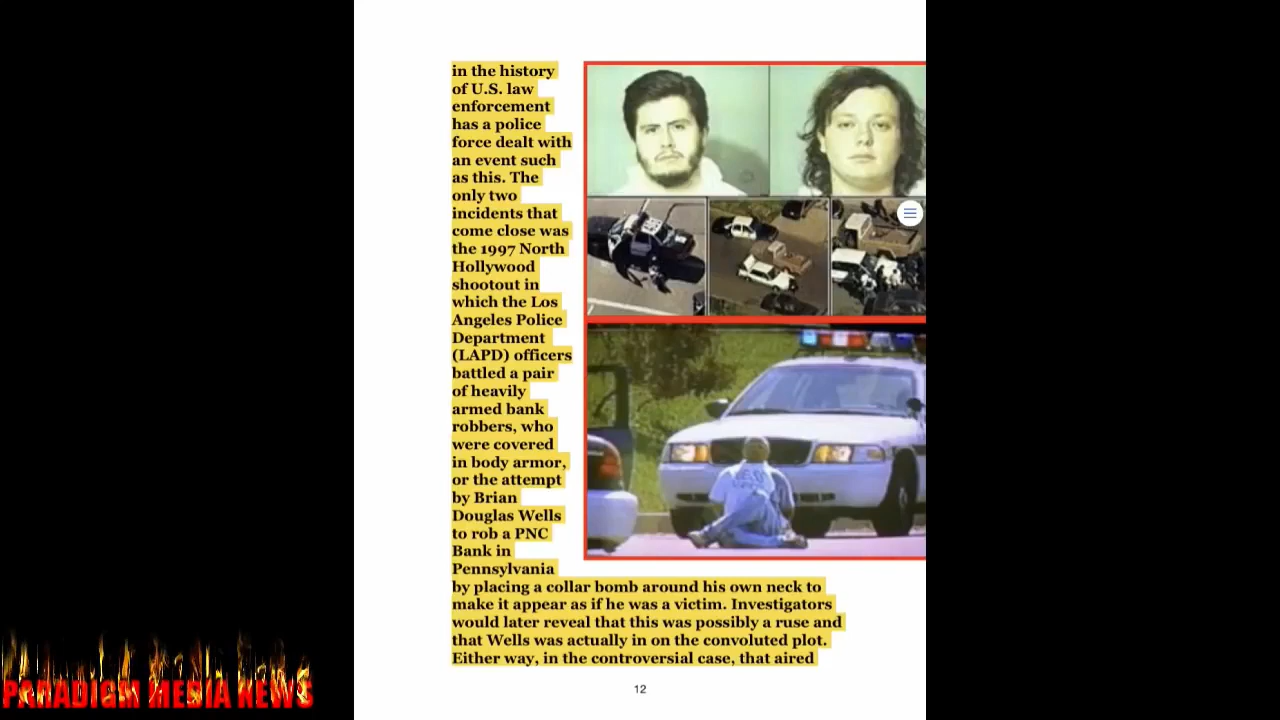 in the history
of U.S. law
enforcement
has a police
force dealt with
an event such
as this. The
only two
incidents that
come close was
the 1997 North
Hollywood
shootout in
which the Los
Angeles Police
Department
(LAPD) officers
battled a pair
of heavily
armed bank
robbers, who
were covered
in body armor,
or the attempt
by Brian
Douglas Wells
to rob a PNC
Bank in
Pennsylvania
by placing a collar bomb around his own neck to
make it appear as if he was a victim. Investigators
would later reveal that this was possibly a ruse and
that Wells was actually in on the convoluted plot.
Either way, in the controversial case, that aired
12
PARADIGM MEDIA NEWS